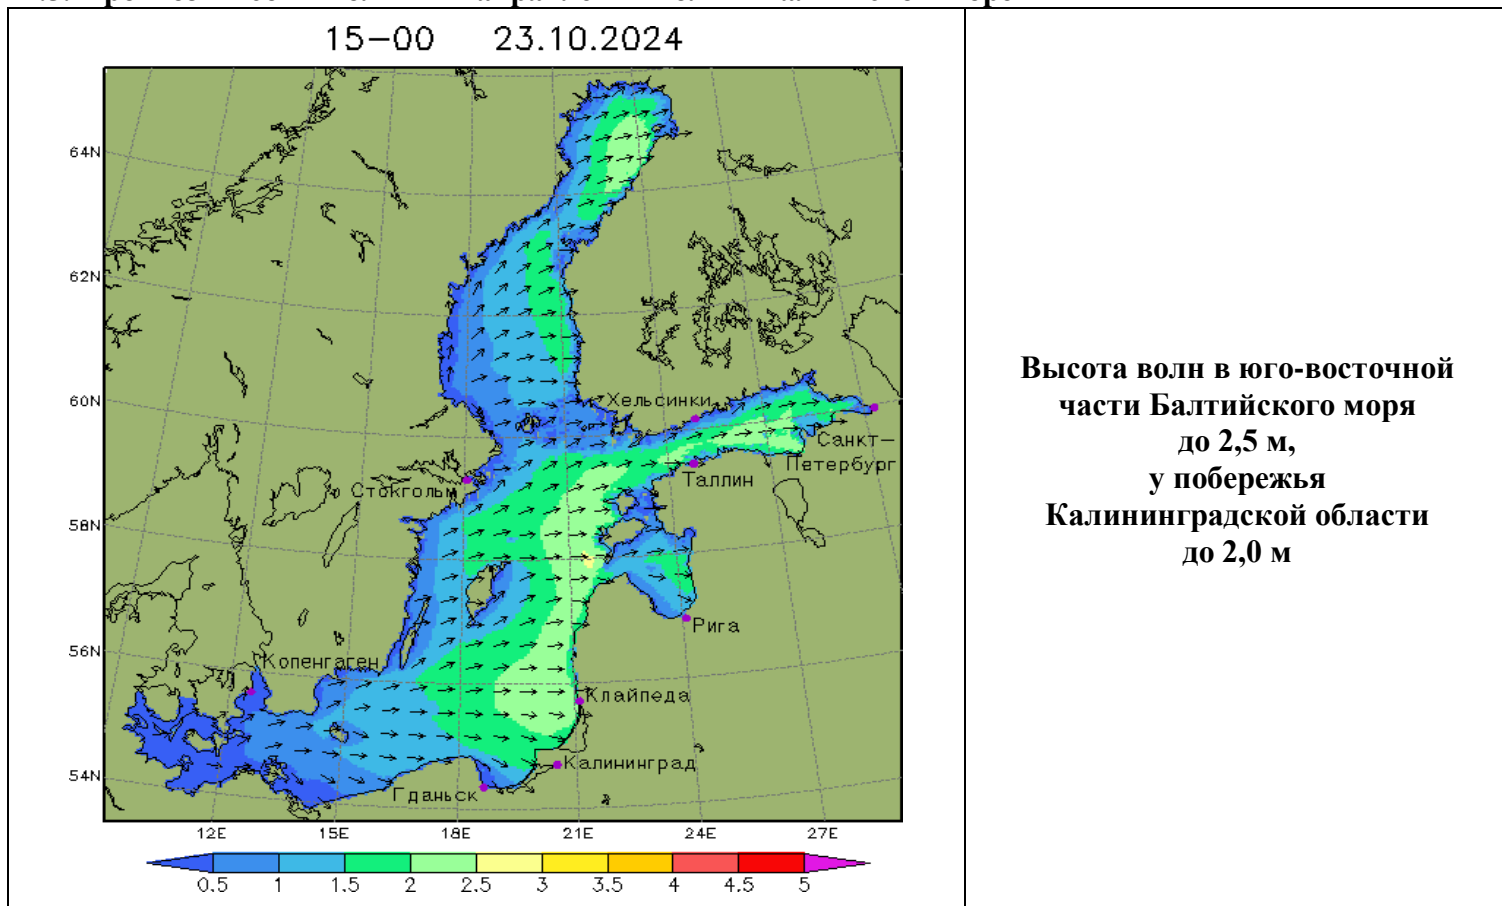 15-00 23.10.2024
64N
62N
60N
58N
56N
54N
Хельсинки
Санкт-
Петербург
Таллин
Стокгольм
Рига
Копенгаген
Клайпеда
Калининград
Гданьск
12E 15E 18E 21E 24E 27E
0.5 1 1.5 2 2.5 3 3.5 4 4.5 5
Высота волн в юго-восточной
части Балтийского моря
до 2,5 м,
у побережья
Калининградской области
до 2,0 м